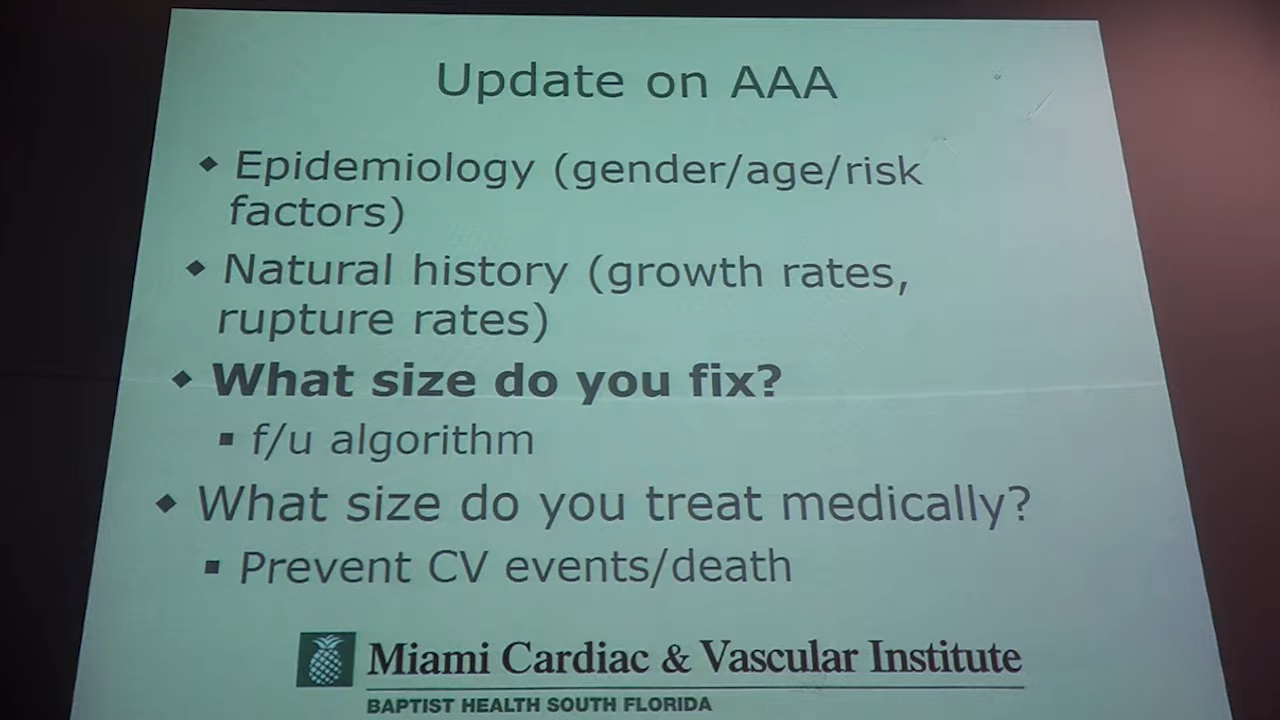 Update on AAA
◆ Epidemiology (gender/age/risk
factors)
◆ Natural history (growth rates,
rupture rates)
◆ What size do you fix?
▪ f/u algorithm
◆ What size do you treat medically?
▪ Prevent CV events/death
Miami Cardiac & Vascular Institute
BAPTIST HEALTH SOUTH FLORIDA